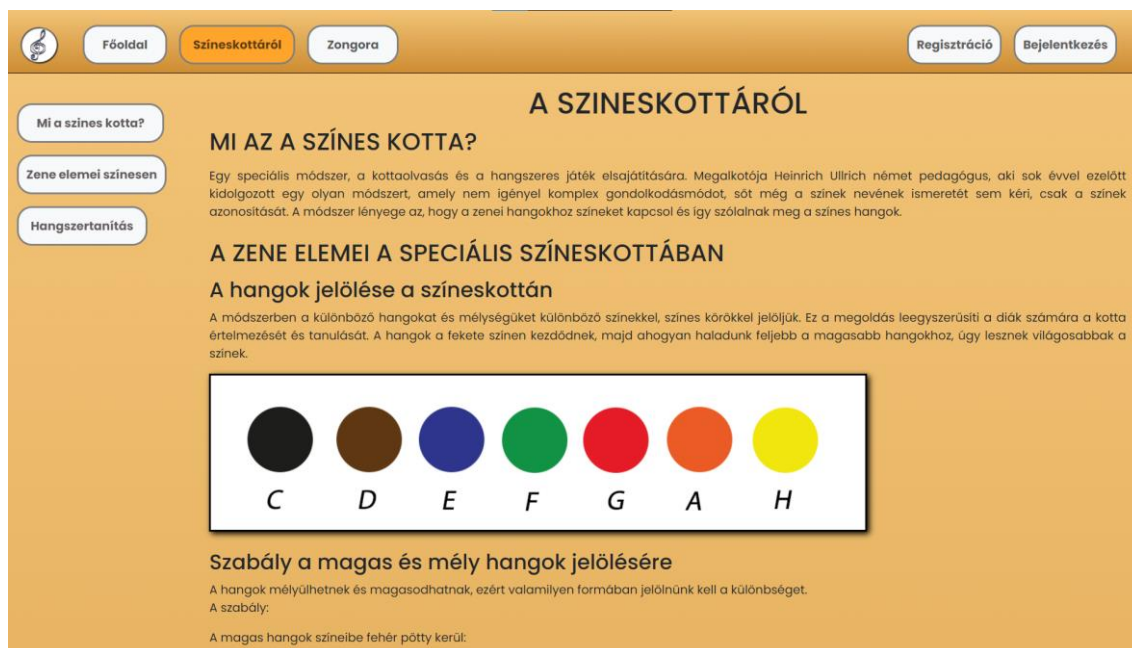 Főoldal
Színeskottáról
Zongora
Regisztráció
Bejelentkezés
Mi a szines kotta?
Zene elemei színesen
Hangszertanítás
A SZINESKOTTÁRÓL
MI AZ A SZÍNES KOTTA?
Egy speciális módszer, a kottaolvasás és a hangszeres játék elsajátítására. Megalkotója Heinrich Ullrich német pedagógus, aki sok évvel ezelőtt
kidolgozott egy olyan módszert, amely nem igényel komplex gondolkodásmódot, sőt még a színek nevének ismeretét sem kéri, csak a színek
azonosítását. A módszer lényege az, hogy a zenei hangokhoz színeket kapcsol és így szólalnak meg a színes hangok.
A ZENE ELEMEI A SPECIÁLIS SZÍNESKOTTÁBAN
A hangok jelölése a színeskottán
A módszerben a különböző hangokat és mélységüket különböző színekkel, színes körökkel jelöljük. Ez a megoldás leegyszerűsíti a diák számára a kotta
értelmezését és tanulását. A hangok a fekete színen kezdődnek, majd ahogyan haladunk feljebb a magasabb hangokhoz, úgy lesznek világosabbak a
színek.
C D E F G A H
Szabály a magas és mély hangok jelölésére
A hangok mélyülhetnek és magasodhatnak, ezért valamilyen formában jelölnünk kell a különbséget.
A szabály:
A magas hangok színeibe fehér pötty kerül: